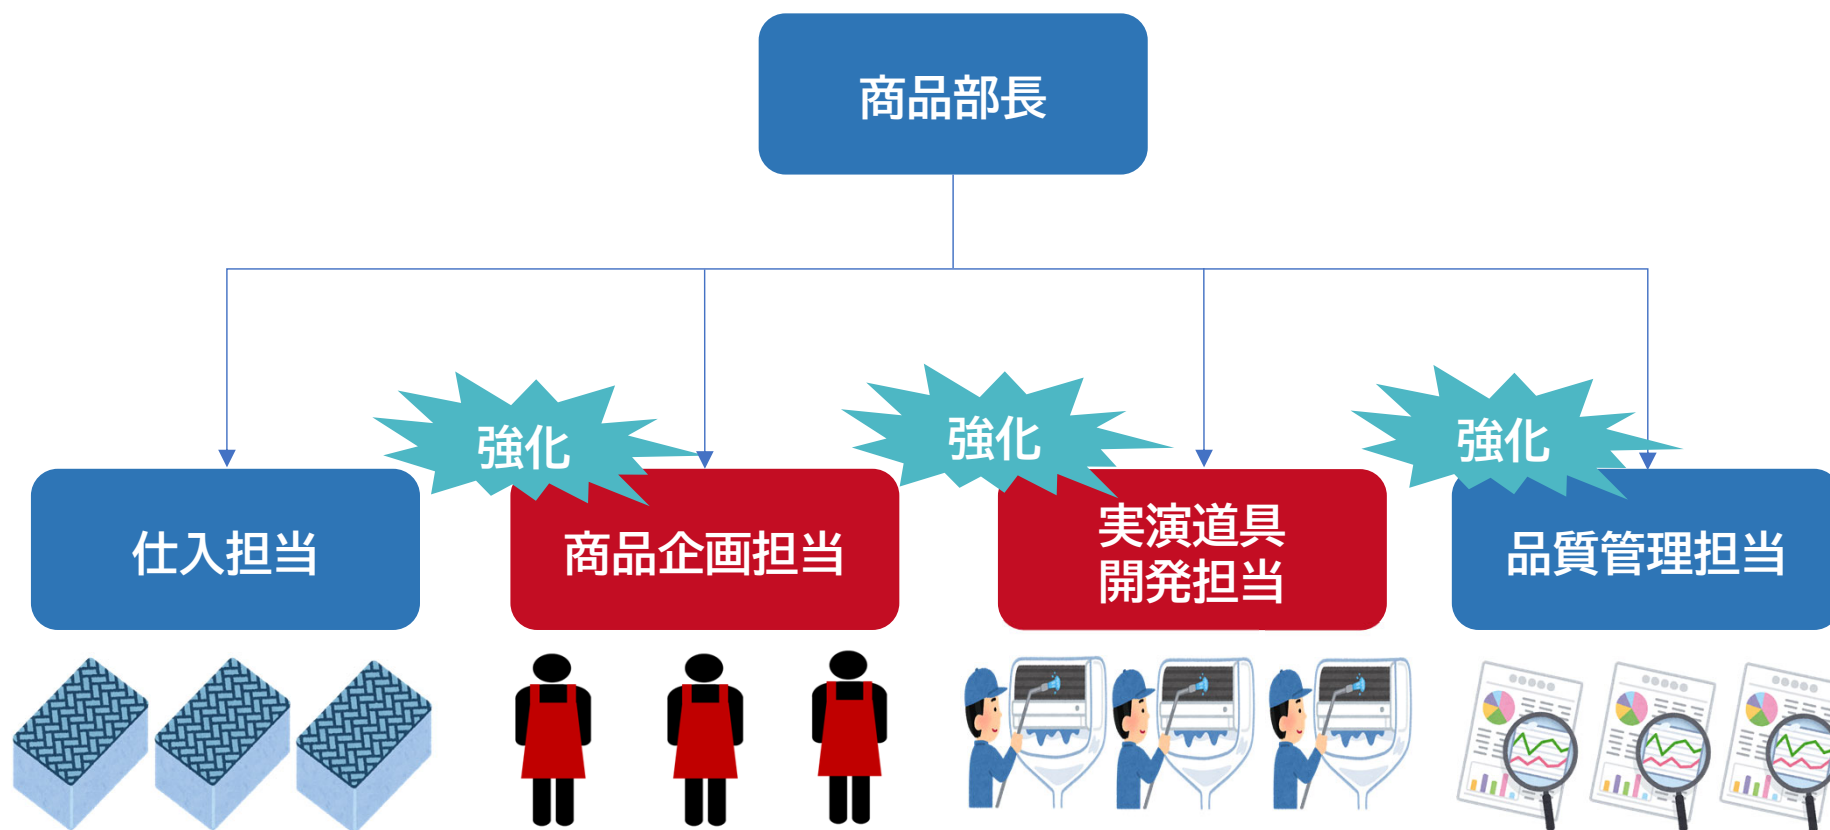 商品部長
強化
強化
強化
仕入担当
商品企画担当
実演道具
開発担当
品質管理担当